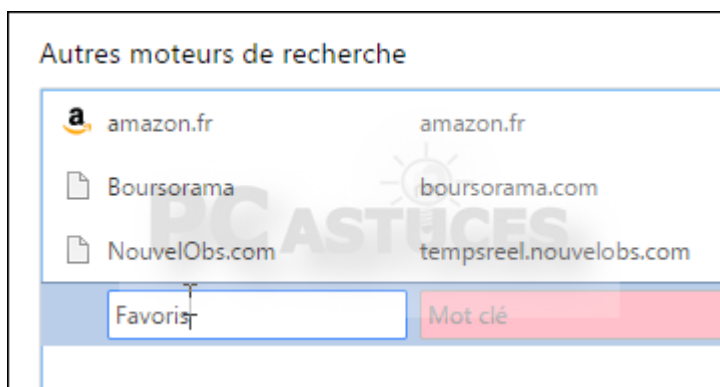 Autres moteurs de recherche
amazon.fr amazon.fr
Boursorama boursorama.com
PC ASTUCES
NouvelObs.com tempsreel.nouvelobs.com
Favoris Mot clé